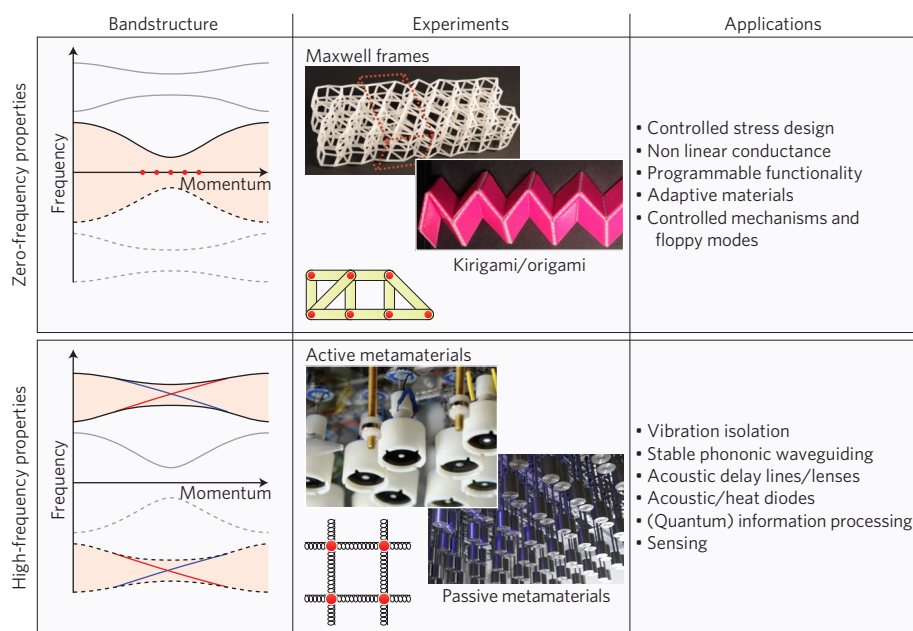 Bandstructure
Experiments
Applications
Zero-frequency properties
Frequency
Momentum
Maxwell frames
Kirigami/origami
• Controlled stress design
• Non linear conductance
• Programmable functionality
• Adaptive materials
• Controlled mechanisms and
floppy modes
High-frequency properties
Frequency
Momentum
Active metamaterials
Passive metamaterials
• Vibration isolation
• Stable phononic waveguiding
• Acoustic delay lines/lenses
• Acoustic/heat diodes
• (Quantum) information processing
• Sensing